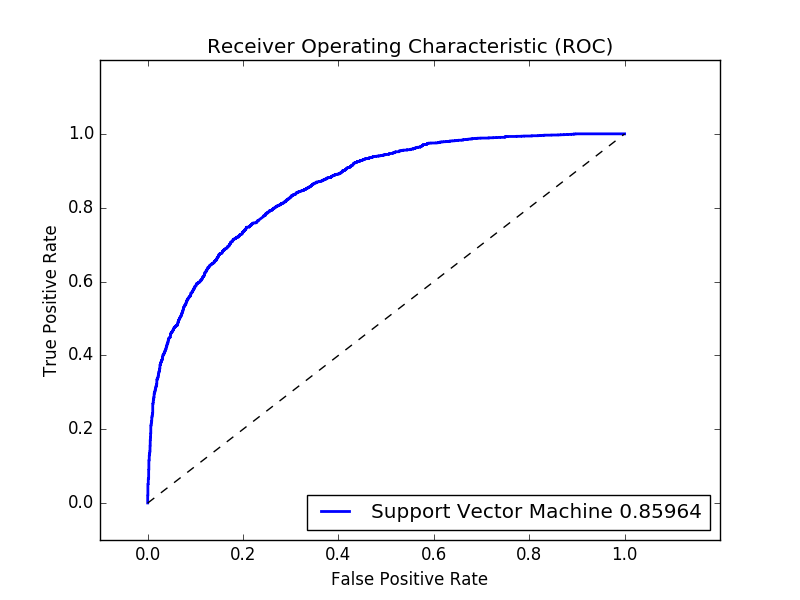 Receiver Operating Characteristic (ROC)
True Positive Rate
1.0
0.8
0.6
0.4
0.2
0.0
Support Vector Machine 0.85964
0.0 0.2 0.4 0.6 0.8 1.0
False Positive Rate